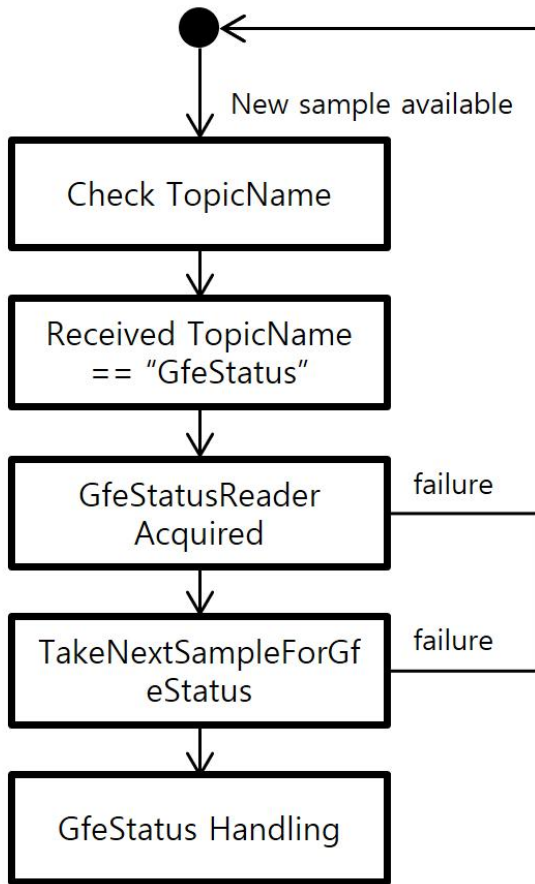 New sample available
Check TopicName
Received TopicName
== “GfeStatus”
GfeStatusReader
Acquired
failure
TakeNextSampleForGf
eStatus
failure
GfeStatus Handling